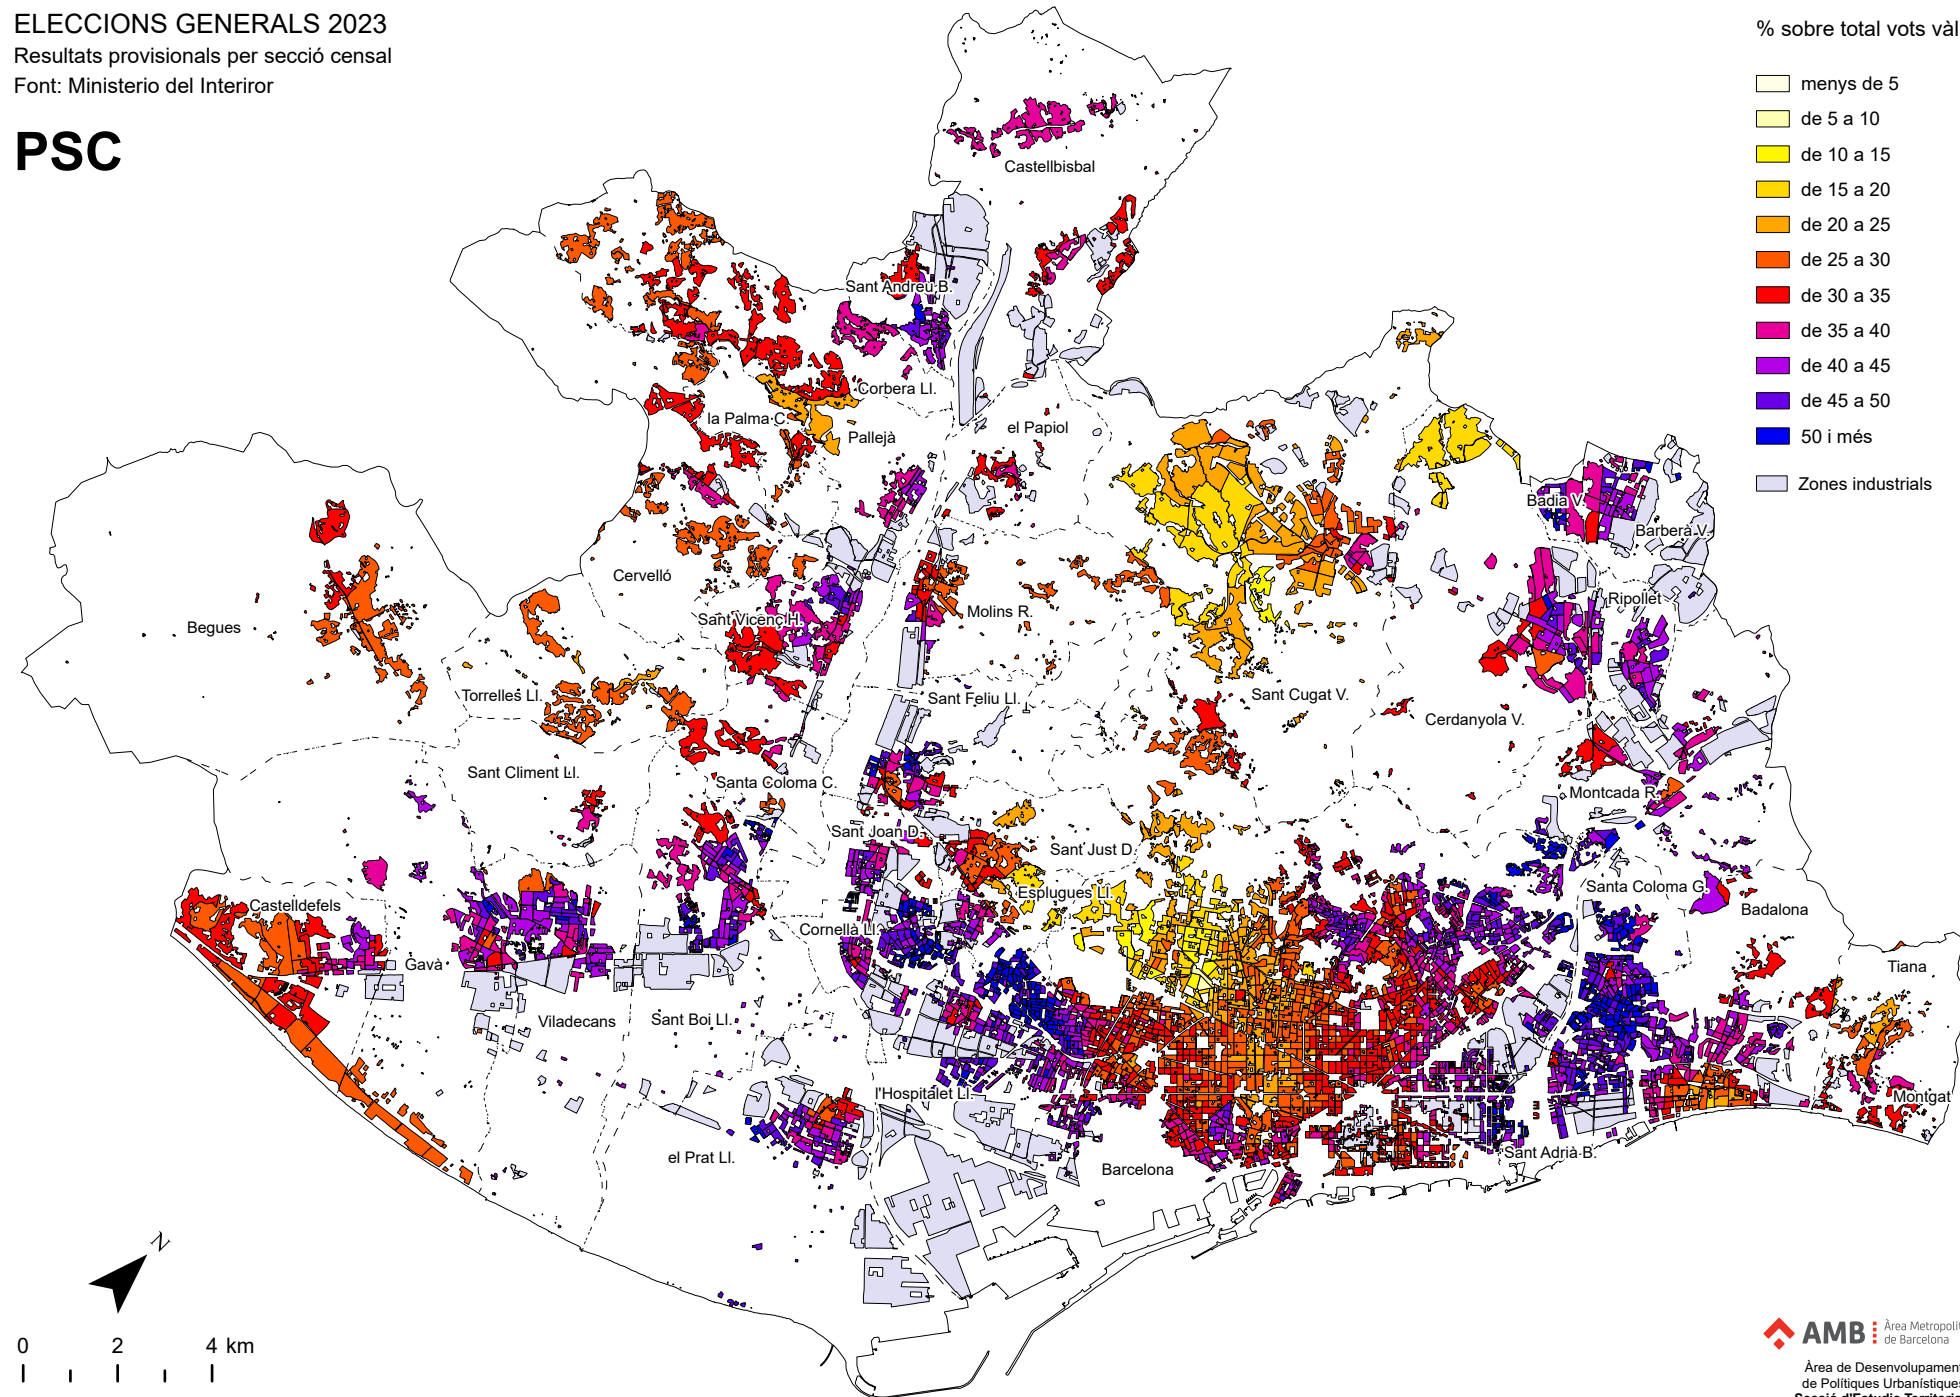 ELECCIONS GENERALS 2023
Resultats provisionals per secció censal
Font: Ministerio del Interiror
PSC
% sobre total vots vàl
menys de 5
de 5 a 10
de 10 a 15
de 15 a 20
de 20 a 25
de 25 a 30
de 30 a 35
de 35 a 40
de 40 a 45
de 45 a 50
50 i més
Zones industrials
Castellbisbal
Sant Andreu B.
Corbera Ll.
la Palma C.
Pallejà
el Papiol
Badia V.
Barberà V.
Cervelló
Ripollet
Molins R.
Sant Vicenç H.
Begues
Torrelles Ll.
Sant Feliu Ll.
Sant Cugat V.
Cerdanyola V.
Sant Climent Ll.
Santa Coloma C.
Montcada R.
Sant Joan D.
Sant Just D.
Esplugues Ll.
Santa Coloma G.
Castelldefels
Badalona
Cornellà Ll.
Gavà
Tiana
Viladecans
Sant Boi Ll.
l'Hospitalet Ll.
Montgat
el Prat Ll.
Barcelona
Sant Adrià B.
N
0 2 4 km
AMB
Àrea Metropolit
de Barcelona
Àrea de Desenvolupament
de Polítiques Urbanístiques